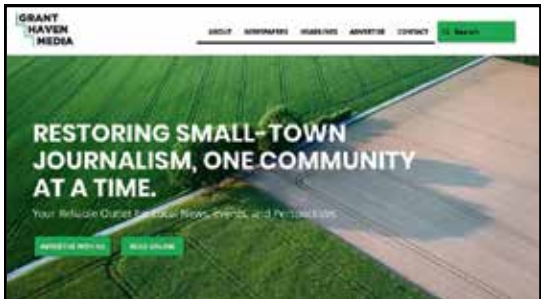 GRANT
HAVEN
MEDIA
ABOUT NEWSPAPERS HEADLINES ADVERTISE CONTACT Search
RESTORING SMALL-TOWN
JOURNALISM, ONE COMMUNITY
AT A TIME.
Your Reliable Outlet for Local News, Events, and Perspectives
ADVERTISE WITH US READ ONLINE